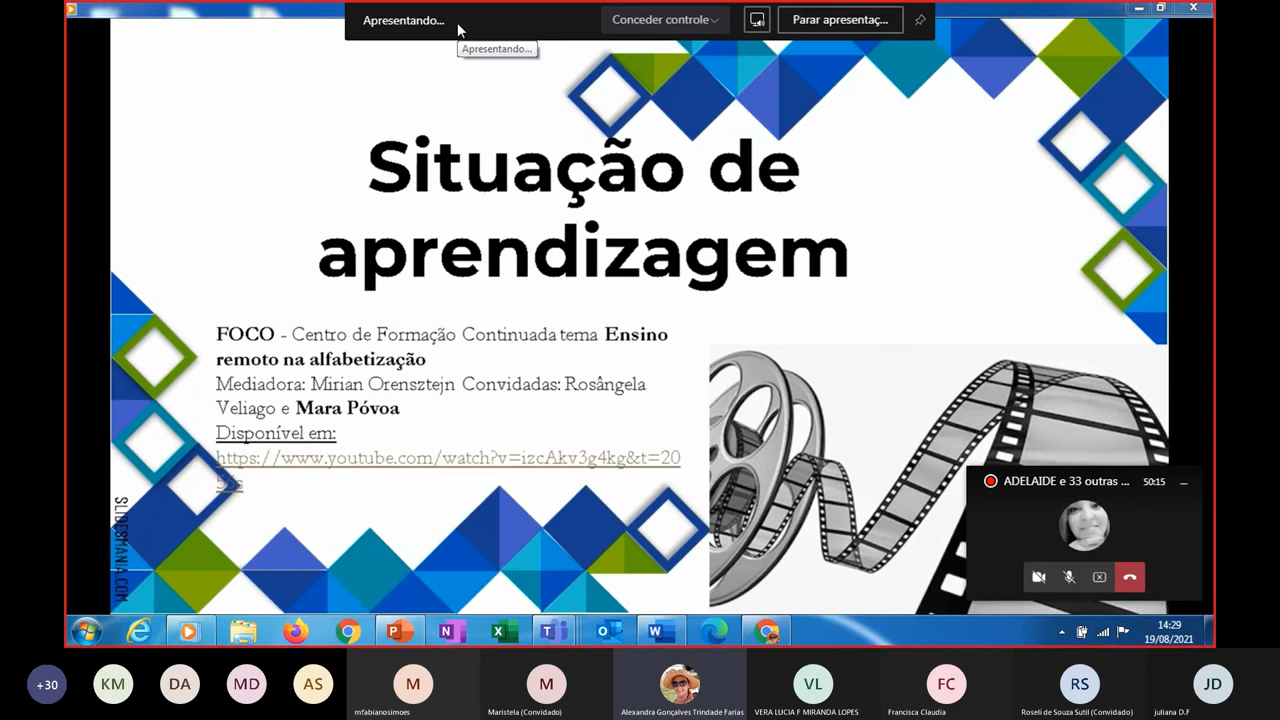 Apresentando...
Conceder controle
Parar apresentaç...
Apresentando...
Situação de
aprendizagem
FOCO - Centro de Formação Continuada tema Ensino
remoto na alfabetização
Mediadora: Mirian Orensztejn Convidadas: Rosângela
Veliago e Mara Póvoa
Disponível em:
https://www.youtube.com/watch?v=izcAkv3g4kg&t=20
SLIDESMANIA.COM
ADELAIDE e 33 outras ...
50:15
14:29
19/08/2021
+30
KM
DA
MD
AS
M
mfabianosimoes
M
Maristela (Convidado)
Alexandra Gonçalves Trindade Farias
VL
VERA LUCIA F MIRANDA LOPES
FC
Francisca Claudia
RS
Roseli de Souza Sutil (Convidado)
JD
juliana D.F